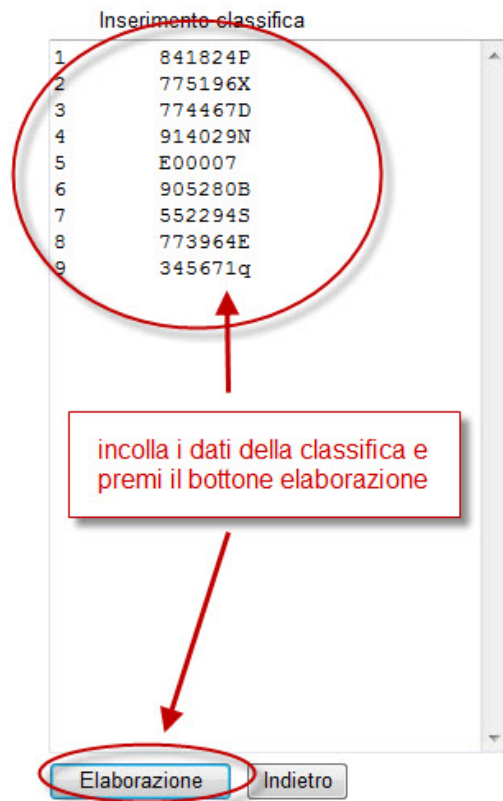 Inserimento classifica
1 841824P
2 775196X
3 774467D
4 914029N
5 E00007
6 905280B
7 552294S
8 773964E
9 345671q
incolla i dati della classifica e
premi il bottone elaborazione
Elaborazione Indietro